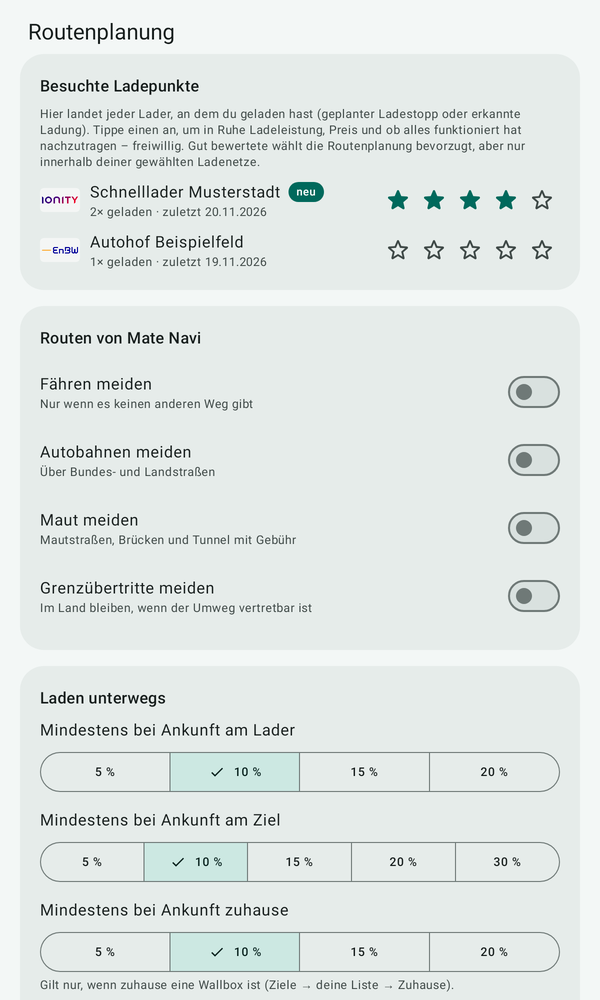 Routenplanung
Besuchte Ladepunkte
Hier landet jeder Lader, an dem du geladen hast (geplanter Ladestopp oder erkannte
Ladung). Tippe einen an, um in Ruhe Ladeleistung, Preis und ob alles funktioniert hat
nachzutragen – freiwillig. Gut bewertete wählt die Routenplanung bevorzugt, aber nur
innerhalb deiner gewählten Ladenetze.
IONITY Schnelllader Musterstadt neu
2× geladen · zuletzt 20.11.2026
EnBW Autohof Beispielfeld
1× geladen · zuletzt 19.11.2026
Routen von Mate Navi
Fähren meiden
Nur wenn es keinen anderen Weg gibt
Autobahnen meiden
Über Bundes- und Landstraßen
Maut meiden
Mautstraßen, Brücken und Tunnel mit Gebühr
Grenzübertritte meiden
Im Land bleiben, wenn der Umweg vertretbar ist
Laden unterwegs
Mindestens bei Ankunft am Lader
5 % 10 % 15 % 20 %
Mindestens bei Ankunft am Ziel
5 % 10 % 15 % 20 % 30 %
Mindestens bei Ankunft zuhause
5 % 10 % 15 % 20 %
Gilt nur, wenn zuhause eine Wallbox ist (Ziele → deine Liste → Zuhause).